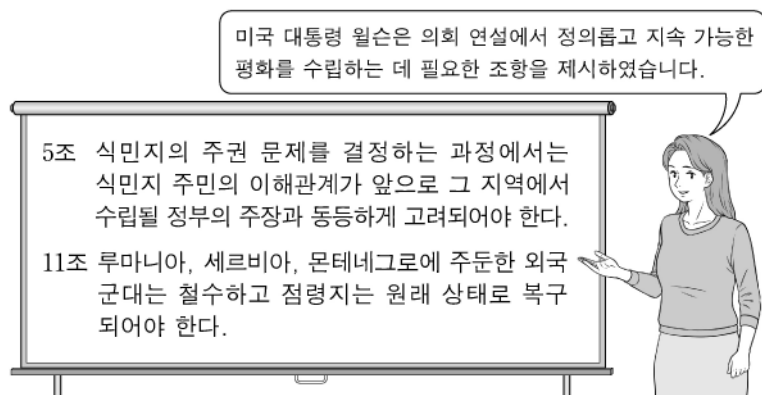 미국 대통령 윌슨은 의회 연설에서 정의롭고 지속 가능한
평화를 수립하는 데 필요한 조항을 제시하였습니다.
5조 식민지의 주권 문제를 결정하는 과정에서는
식민지 주민의 이해관계가 앞으로 그 지역에서
수립될 정부의 주장과 동등하게 고려되어야 한다.
11조 루마니아, 세르비아, 몬테네그로에 주둔한 외국
군대는 철수하고 점령지는 원래 상태로 복구
되어야 한다.